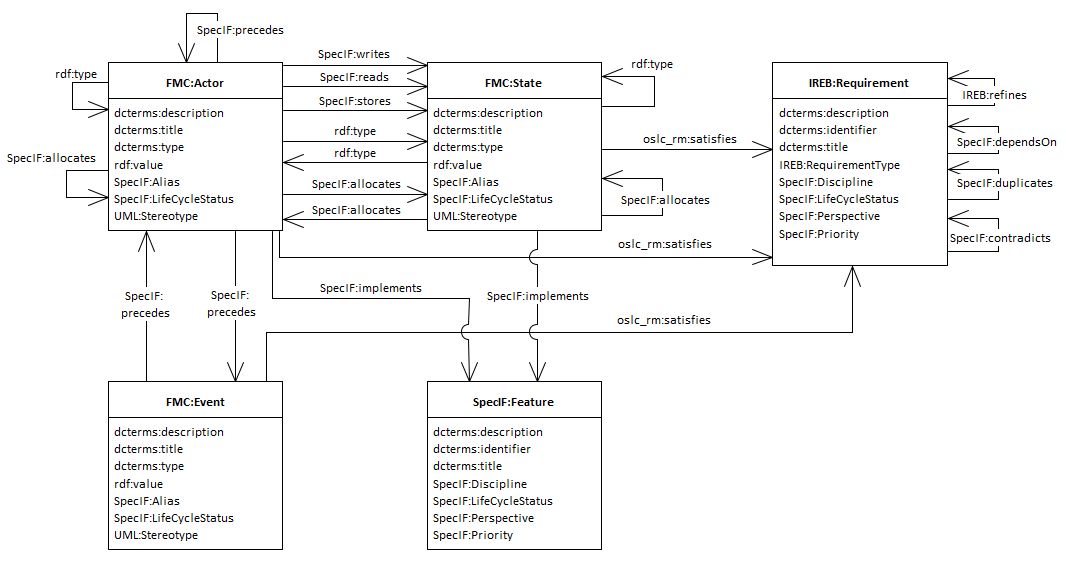 SpecIF:precedes
rdf:type
SpecIF:allocates
FMC:Actor
dcterms:description
dcterms:title
dcterms:type
rdf:value
SpecIF:Alias
SpecIF:LifeCycleStatus
UML:Stereotype
SpecIF:writes
SpecIF:reads
SpecIF:stores
rdf:type
rdf:type
SpecIF:allocates
SpecIF:allocates
FMC:State
dcterms:description
dcterms:title
dcterms:type
rdf:value
SpecIF:Alias
SpecIF:LifeCycleStatus
UML:Stereotype
rdf:type
oslc_rm:satisfies
SpecIF:allocates
oslc_rm:satisfies
IREB:Requirement
dcterms:description
dcterms:identifier
dcterms:title
IREB:RequirementType
SpecIF:Discipline
SpecIF:LifeCycleStatus
SpecIF:Perspective
SpecIF:Priority
IREB:refines
SpecIF:dependsOn
SpecIF:duplicates
SpecIF:contradicts
SpecIF:
precedes
SpecIF:
precedes
SpecIF:implements
SpecIF:implements
oslc_rm:satisfies
FMC:Event
dcterms:description
dcterms:title
dcterms:type
rdf:value
SpecIF:Alias
SpecIF:LifeCycleStatus
UML:Stereotype
SpecIF:Feature
dcterms:description
dcterms:identifier
dcterms:title
SpecIF:Discipline
SpecIF:LifeCycleStatus
SpecIF:Perspective
SpecIF:Priority